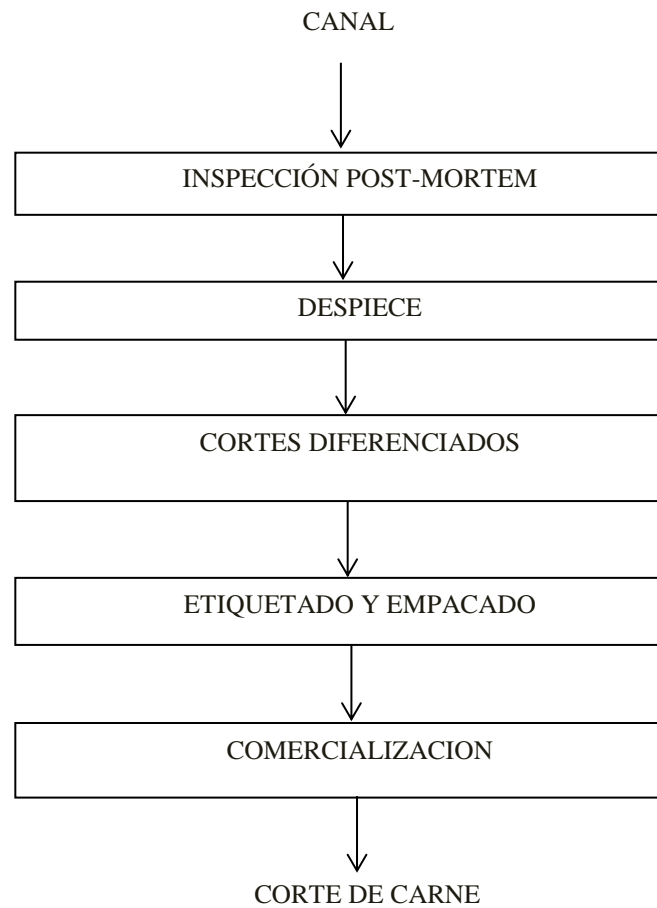 CANAL
INSPECCIÓN POST-MORTEM
DESPIECE
CORTES DIFERENCIADOS
ETIQUETADO Y EMPACADO
COMERCIALIZACION
CORTE DE CARNE